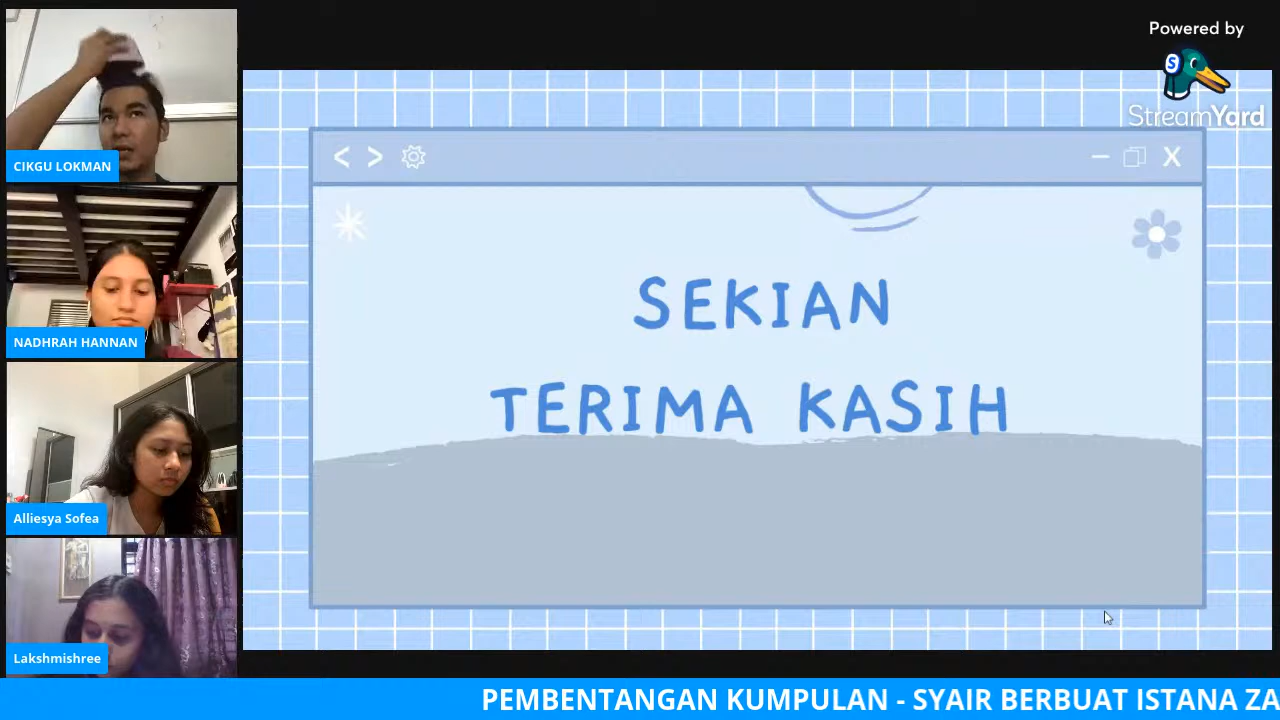 Powered by
StreamYard
CIKGU LOKMAN
NADHRAH HANNAN
Alliesya Sofea
Lakshmishree
SEKIAN
TERIMA KASIH
PEMBENTANGAN KUMPULAN - SYAIR BERBUAT ISTANA ZA